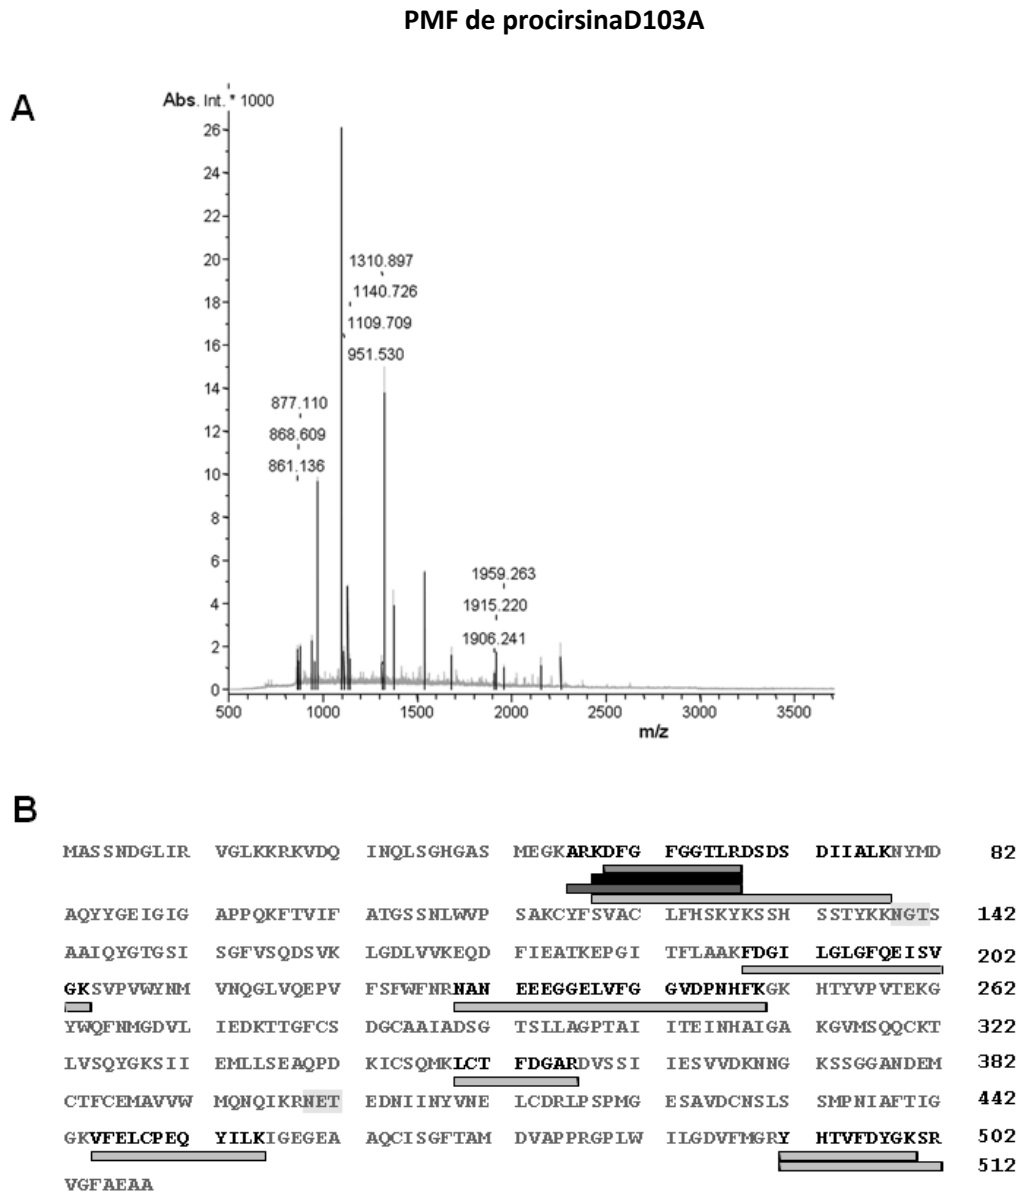 PMF de procirsinaD103A
A
Abs. Int. * 1000
26
24
22
20
18
16
14
12
10
8
6
4
2
0
1310.897
1140.726
1109.709
951.530
877.110
868.609
861.136
1959.263
1915.220
1906.241
500 1000 1500 2000 2500 3000 3500
m/z
B
MASSNDGLIR VGLKKRKVDQ INQLSGHGAS MEGKARKDFG FGGTLRDSDS DIIALKNYMD 82
AQYYGEIGIG APPQKFTVIF ATGSSNLWVP SAKCYFSVAC LFHSKYKSSH SSTYKKNGTS 142
AAIQYGTGSI SGFVSQDSVK LGDLVVKEQD FIEATKEPGI TFLAAKFDGI LGLGFQEISV 202
GKSVPVWYNM VNQGLVQEPV FSFWFNRNAN EEEGGELVFG GVDPNHFKGK HTYVPVTEKG 262
YWQFNMGDVL IEDKTTGFCS DGCAAIADSG TSLLAGPTAI ITEINHAIGA KGVMSQQCKT 322
LVSQYGKSII EMLLSEAQPD KICSQMKLCT FDGARDVSSI IESVVDKNNG KSSGGANDEM 382
CTFCEMAVVW MQNQIKRNET EDNIINYVNE LCDRLPSPMG ESAVDCNSLS SMPNIAFTIG 442
GKVFELCPEQ YILKIGEGEA AQCISGFTAM DVAPPRGPLW ILGDVFMGRY HTVFDYGKSR 502
VGFAEAA 512